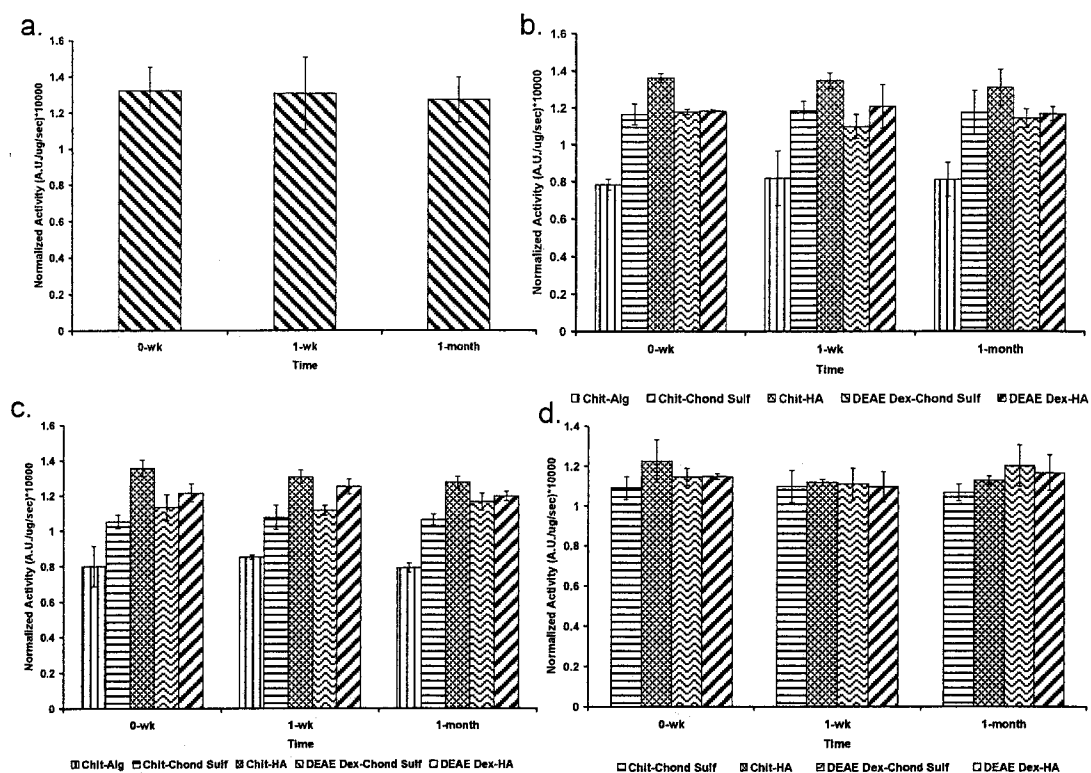 a.
Normalized Activity (A.U./ug/sec)*10000
1.6
1.4
1.2
1
0.8
0.6
0.4
0.2
0
0-wk
1-wk
1-month
Time
b.
Normalized Activity (A.U./ug/sec)*10000
1.6
1.4
1.2
1
0.8
0.6
0.4
0.2
0
0-wk
1-wk
1-month
Time
Chit-Alg Chit-Chond Sulf Chit-HA DEAE Dex-Chond Sulf DEAE Dex-HA
c.
Normalized Activity (A.U./ug/sec)*10000
1.6
1.4
1.2
1
0.8
0.6
0.4
0.2
0
0-wk
1-wk
1-month
Time
Chit-Alg Chit-Chond Sulf Chit-HA DEAE Dex-Chond Sulf DEAE Dex-HA
d.
Normalized Activity (A.U./ug/sec)*10000
1.4
1.2
1
0.8
0.6
0.4
0.2
0
0-wk
1-wk
1-month
Time
Chit-Chond Sulf Chit-HA DEAE Dex-Chond Sulf DEAE Dex-HA